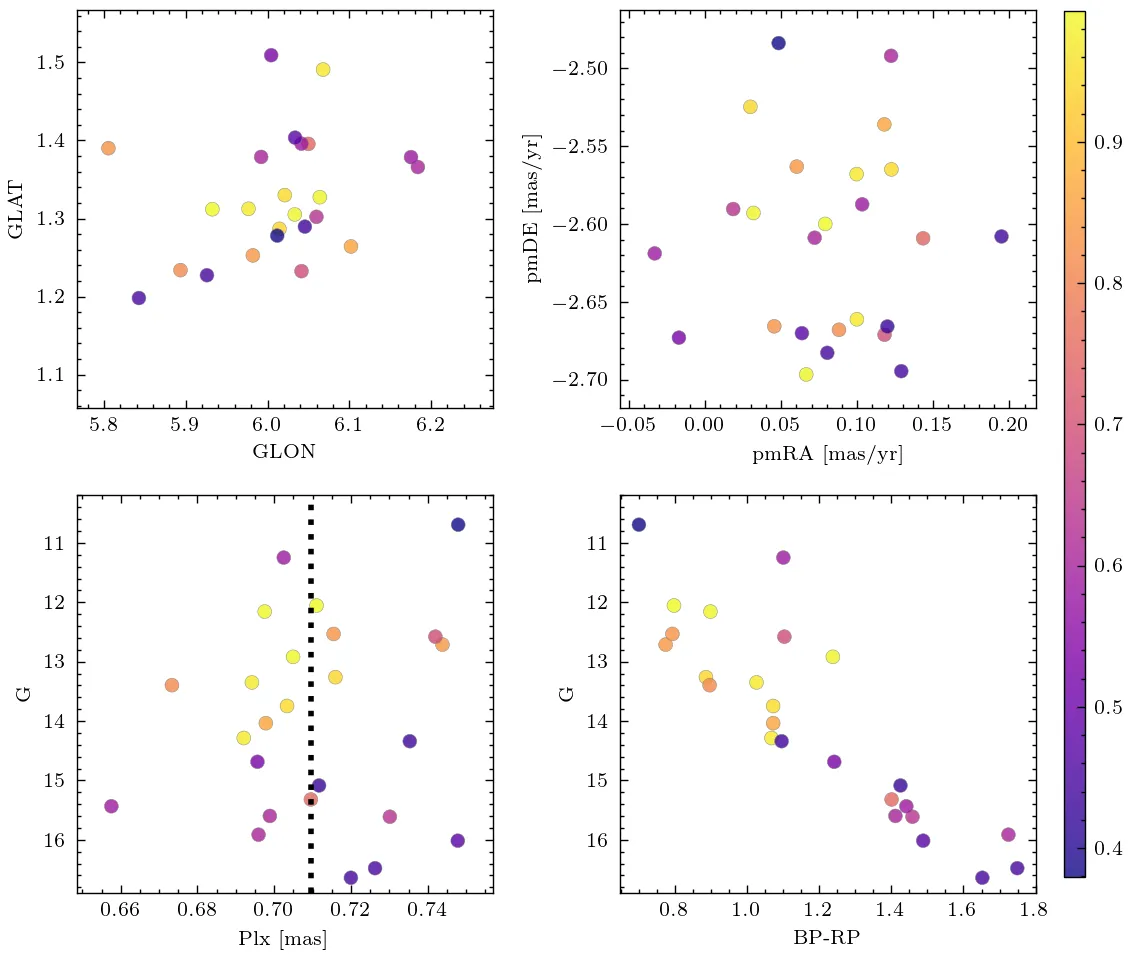 1.5
1.4
1.3
1.2
1.1
GLAT
5.8 5.9 6.0 6.1 6.2
GLON
−2.50
−2.55
−2.60
−2.65
−2.70
pmDE [mas/yr]
−0.05 0.00 0.05 0.10 0.15 0.20
pmRA [mas/yr]
11
12
13
14
15
16
G
0.66 0.68 0.70 0.72 0.74
Plx [mas]
11
12
13
14
15
16
G
0.8 1.0 1.2 1.4 1.6 1.8
BP-RP
0.9
0.8
0.7
0.6
0.5
0.4